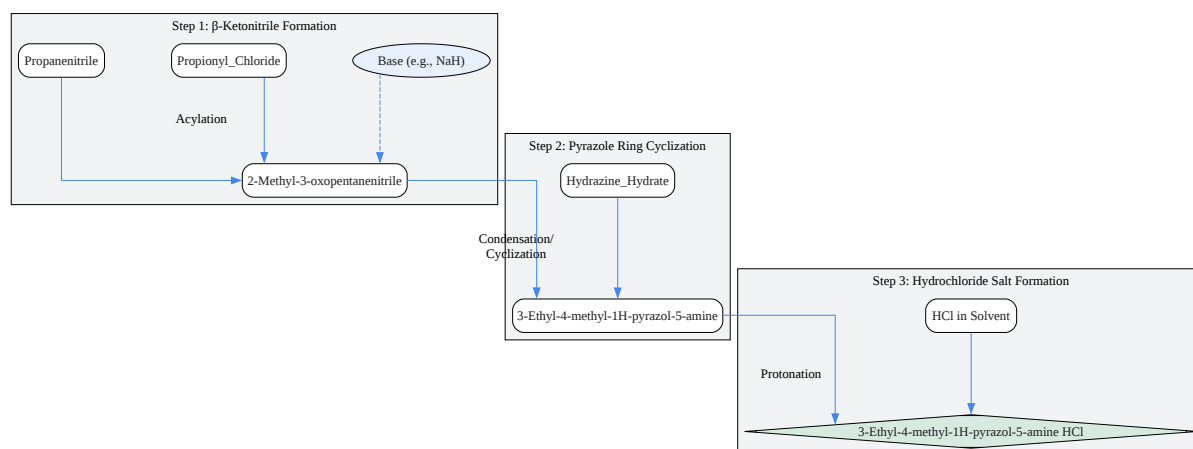 Step 1: β-Ketonitrile Formation
Propanenitrile
Propionyl_Chloride
Base (e.g., NaH)
Acylation
2-Methyl-3-oxopentanenitrile
Step 2: Pyrazole Ring Cyclization
Hydrazine_Hydrate
Condensation/
Cyclization
3-Ethyl-4-methyl-1H-pyrazol-5-amine
Step 3: Hydrochloride Salt Formation
HCl in Solvent
Protonation
3-Ethyl-4-methyl-1H-pyrazol-5-amine HCl